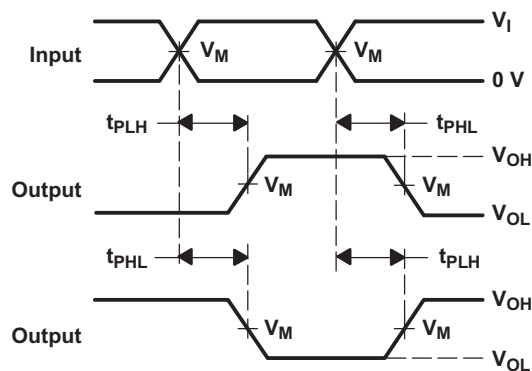 V_I
Input
V_M
V_M
0 V
t_PLH
t_PHL
V_OH
Output
V_M
V_M
V_OL
t_PHL
t_PLH
V_OH
Output
V_M
V_M
V_OL